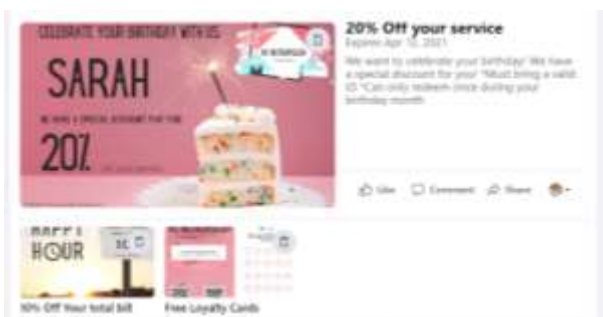 CELEBRATE YOUR BIRTHDAY WITH US
SARAH
WE HAVE A SPECIAL DISCOUNT FOR YOU
20%
20% Off your service
Expires Apr 12, 2021
We want to celebrate your birthday! We have
a special discount for you! *Must bring a valid
ID *Can only redeem once during your
birthday month
Like
Comment
Share
HAPPY
HOUR
10% Off Your total bill
Free Loyalty Cards